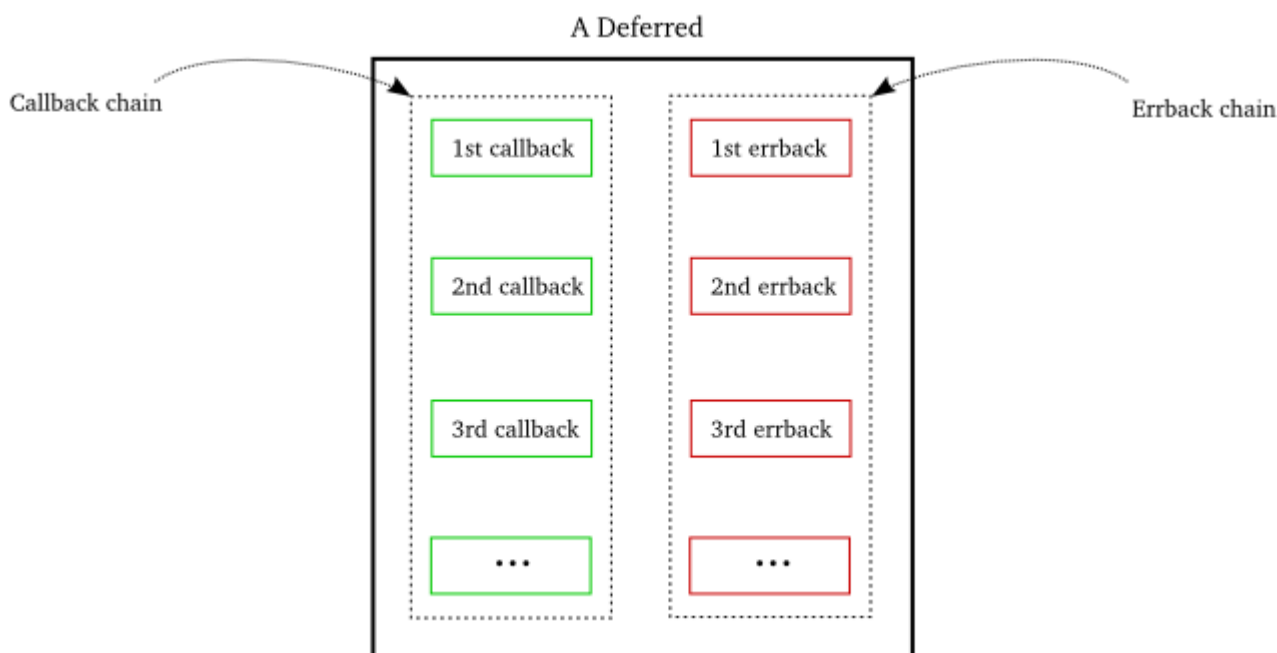 A Deferred
Callback chain
Errback chain
1st callback
1st errback
2nd callback
2nd errback
3rd callback
3rd errback
...
...